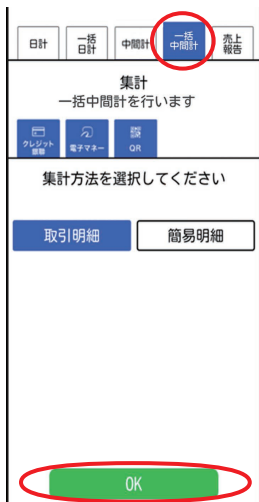 日計
一括
日計
中間計
一括
中間計
売上
報告
集計
一括中間計を行います
クレジット
銀聯
電子マネー
QR
集計方法を選択してください
取引明細
簡易明細
OK